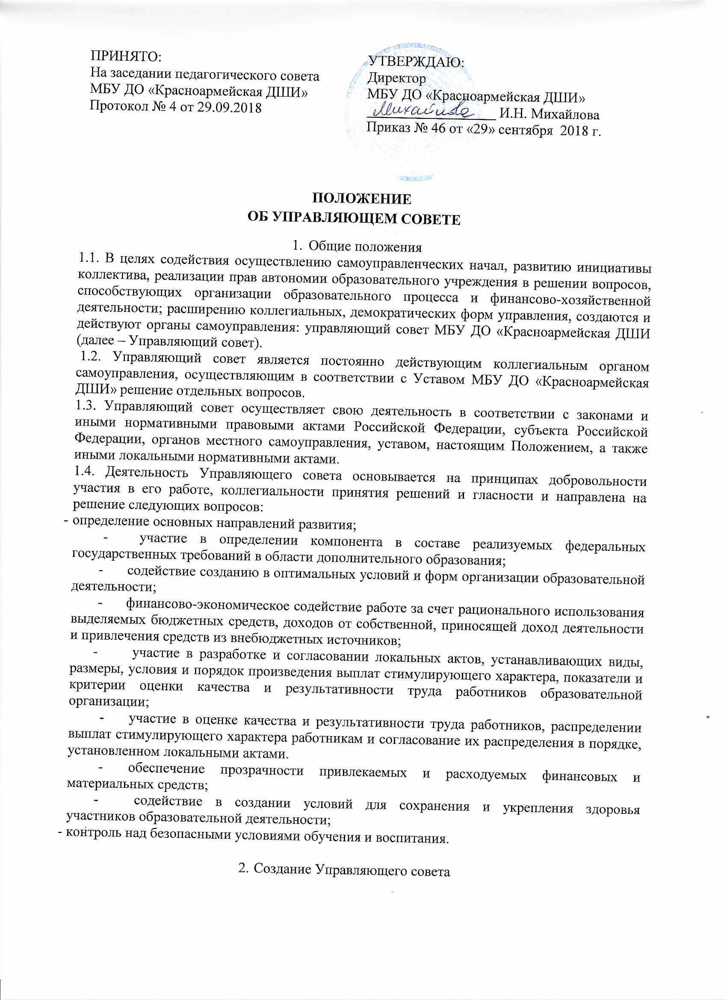 ПРИНЯТО:
На заседании педагогического совета
МБУ ДО «Красноармейская ДШИ»
Протокол № 4 от 29.09.2018
УТВЕРЖДАЮ:
Директор
МБУ ДО «Красноармейская ДШИ»
Михайлова И.Н. Михайлова
Приказ № 46 от «29» сентября 2018 г.
ПОЛОЖЕНИЕ
ОБ УПРАВЛЯЮЩЕМ СОВЕТЕ
1. Общие положения
1.1. В целях содействия осуществлению самоуправленческих начал, развитию инициативы
коллектива, реализации прав автономии образовательного учреждения в решении вопросов,
способствующих организации образовательного процесса и финансово-хозяйственной
деятельности; расширению коллегиальных, демократических форм управления, создаются и
действуют органы самоуправления: управляющий совет МБУ ДО «Красноармейская ДШИ
(далее – Управляющий совет).
1.2. Управляющий совет является постоянно действующим коллегиальным органом
самоуправления, осуществляющим в соответствии с Уставом МБУ ДО «Красноармейская
ДШИ» решение отдельных вопросов.
1.3. Управляющий совет осуществляет свою деятельность в соответствии с законами и
иными нормативными правовыми актами Российской Федерации, субъекта Российской
Федерации, органов местного самоуправления, уставом, настоящим Положением, а также
иными локальными нормативными актами.
1.4. Деятельность Управляющего совета основывается на принципах добровольности
участия в его работе, коллегиальности принятия решений и гласности и направлена на
решение следующих вопросов:
- определение основных направлений развития;
- участие в определении компонента в составе реализуемых федеральных
государственных требований в области дополнительного образования;
- содействие созданию в оптимальных условий и форм организации образовательной
деятельности;
- финансово-экономическое содействие работе за счет рационального использования
выделяемых бюджетных средств, доходов от собственной, приносящей доход деятельности
и привлечения средств из внебюджетных источников;
- участие в разработке и согласовании локальных актов, устанавливающих виды,
размеры, условия и порядок произведения выплат стимулирующего характера, показатели и
критерии оценки качества и результативности труда работников образовательной
организации;
- участие в оценке качества и результативности труда работников, распределении
выплат стимулирующего характера работникам и согласование их распределения в порядке,
установленном локальными актами.
- обеспечение прозрачности привлекаемых и расходуемых финансовых и
материальных средств;
- содействие в создании условий для сохранения и укрепления здоровья
участников образовательной деятельности;
- контроль над безопасными условиями обучения и воспитания.
2. Создание Управляющего совета